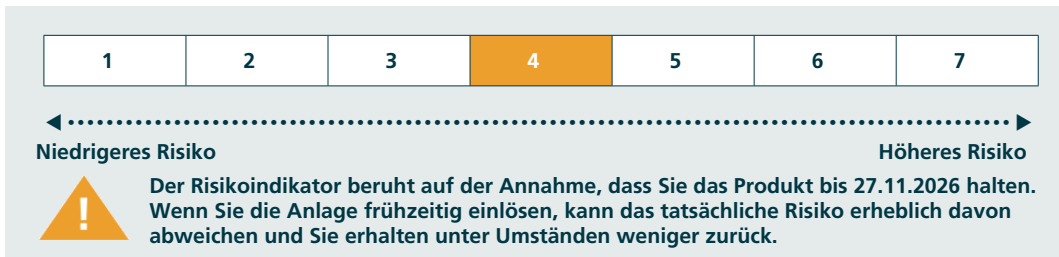 1 2 3 4 5 6 7
Niedrigeres Risiko Höheres Risiko
!
Der Risikoindikator beruht auf der Annahme, dass Sie das Produkt bis 27.11.2026 halten.
Wenn Sie die Anlage frühzeitig einlösen, kann das tatsächliche Risiko erheblich davon
abweichen und Sie erhalten unter Umständen weniger zurück.